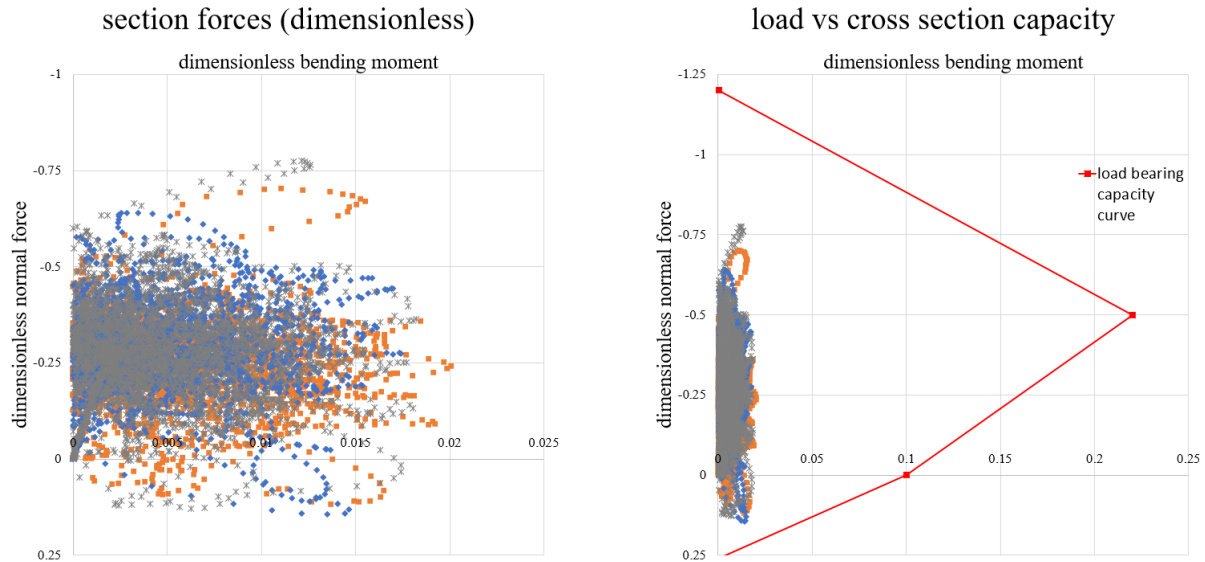 section forces (dimensionless)
dimensionless bending moment
-1
-0.75
-0.5
-0.25
0
0.25
0
0.005
0.01
0.015
0.02
0.025
dimensionless normal force
load vs cross section capacity
dimensionless bending moment
-1.25
-1
-0.75
-0.5
-0.25
0
0.25
0
0.05
0.1
0.15
0.2
0.25
dimensionless normal force
load bearing
capacity
curve